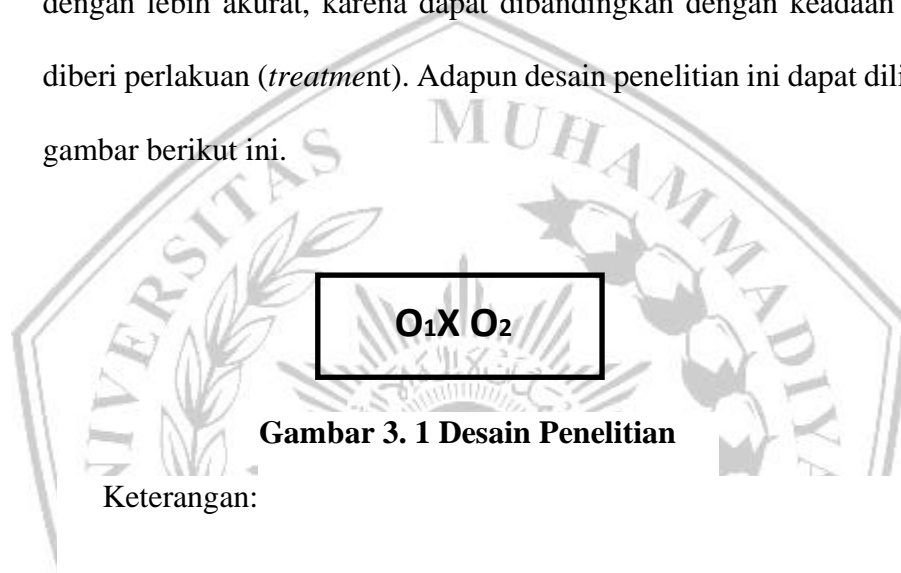 dengan lebih akurat, karena dapat dibandingkan dengan keadaan
diberi perlakuan (treatment). Adapun desain penelitian ini dapat
gambar berikut ini.
UNIVERSITAS MUHAMMADIYA
O₁X O₂
Gambar 3. 1 Desain Penelitian
Keterangan: